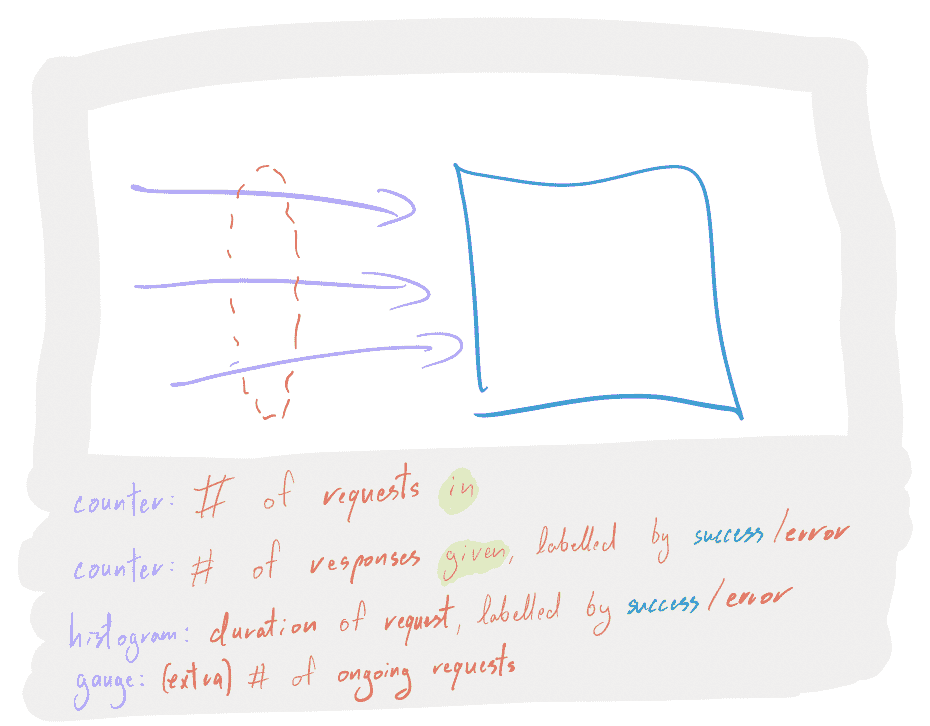 counter: # of requests in
counter: # of responses given, labelled by success/error
histogram: duration of request, labelled by success/error
gauge: (extra) # of ongoing requests